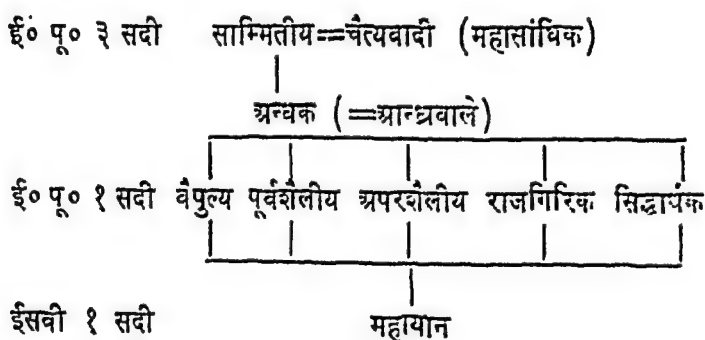 ई० पू० ३ सदी साम्मितीय==चैत्यवादी (महासांघिक)
अन्धक (==आन्ध्रवाले)
ई० पू० १ सदी वैपुल्य पूर्वशैलीय अपरशैलीय राजगिरिक सिद्धार्थक
ईसवी १ सदी महायान